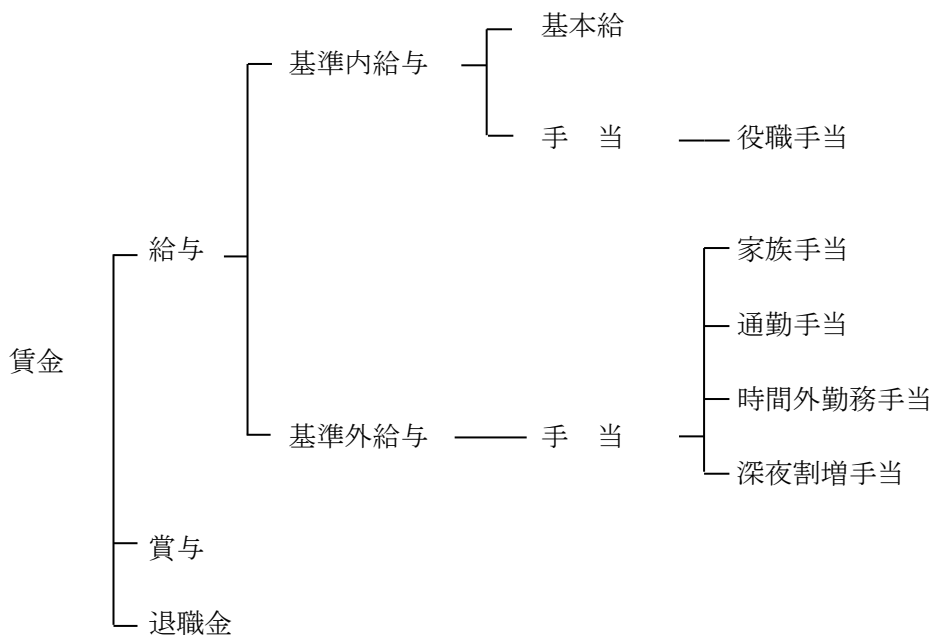 基本給
基準内給与
手　当
役職手当
給与
家族手当
通勤手当
賃金
時間外勤務手当
基準外給与
手　当
深夜割増手当
賞与
退職金